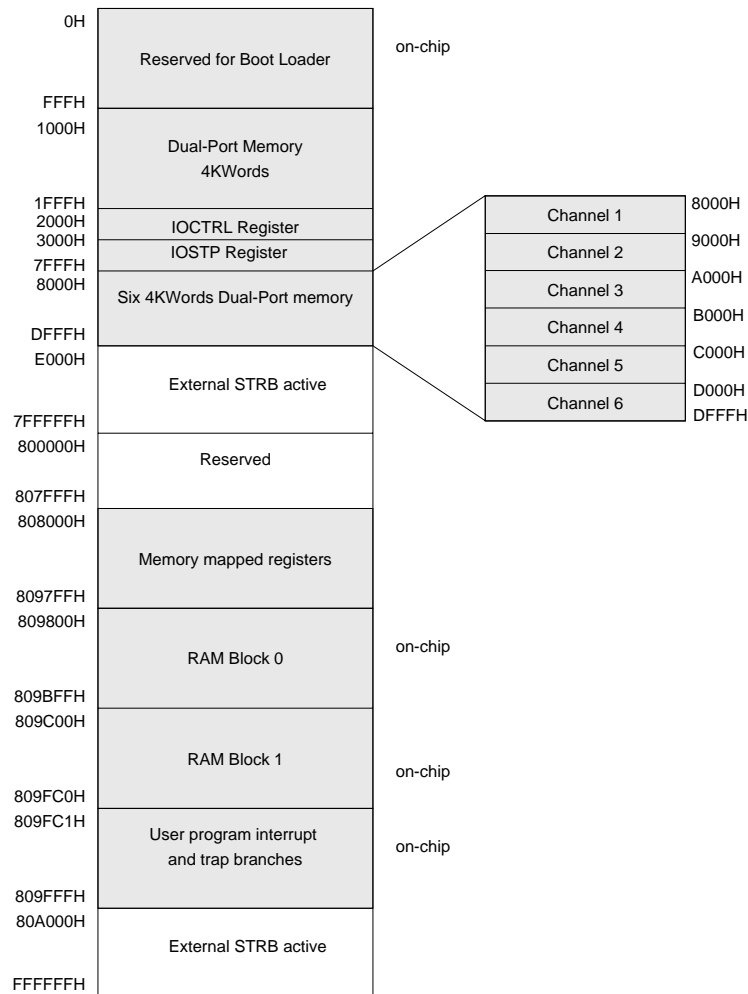 0H
Reserved for Boot Loader
on-chip
FFFH
1000H
Dual-Port Memory
4KWords
1FFFH
2000H
IOCTRL Register
3000H
IOSTP Register
7FFFH
8000H
Six 4KWords Dual-Port memory
DFFFH
E000H
External STRB active
7FFFFFH
800000H
Reserved
807FFFH
808000H
Memory mapped registers
8097FFH
809800H
RAM Block 0
on-chip
809BFFH
809C00H
RAM Block 1
on-chip
809FC0H
809FC1H
User program interrupt
and trap branches
on-chip
809FFFH
80A000H
External STRB active
FFFFFFH
Channel 1
8000H
Channel 2
9000H
Channel 3
A000H
Channel 4
B000H
Channel 5
C000H
Channel 6
D000H
DFFFH